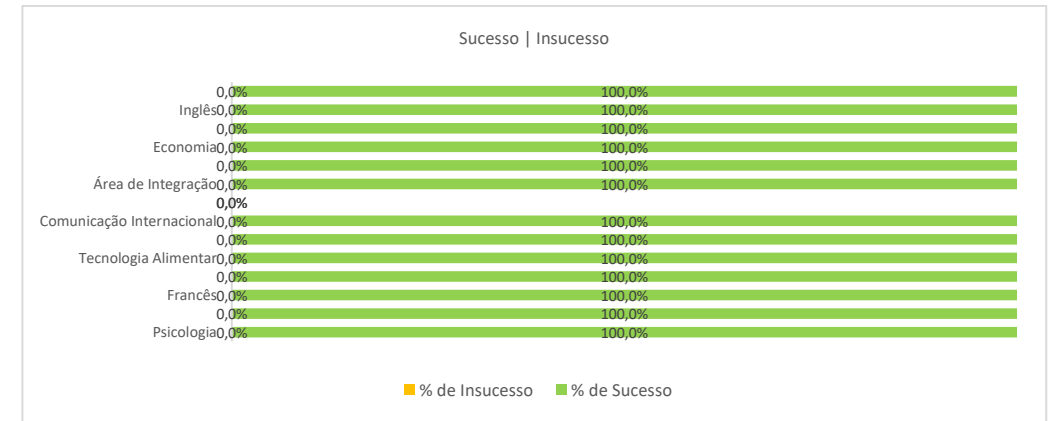 Sucesso | Insucesso
0,0% 100,0%
Inglês 0,0% 100,0%
0,0% 100,0%
Economia 0,0% 100,0%
0,0% 100,0%
Área de Integração 0,0% 100,0%
0,0%
Comunicação Internacional 0,0% 100,0%
0,0% 100,0%
Tecnologia Alimentar 0,0% 100,0%
0,0% 100,0%
Francês 0,0% 100,0%
0,0% 100,0%
Psicologia 0,0% 100,0%
% de Insucesso % de Sucesso